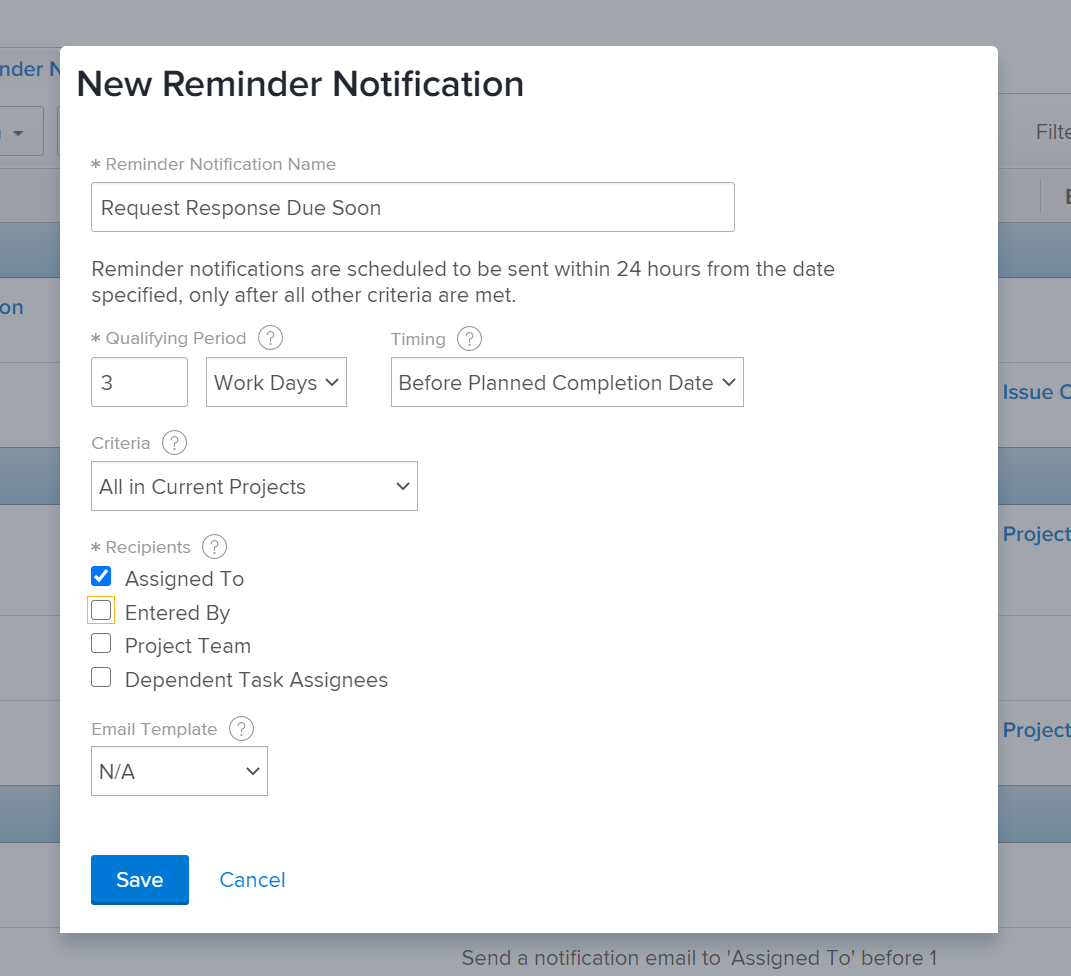 nder N
New Reminder Notification
* Reminder Notification Name
Filte
Request Response Due Soon
Reminder notifications are scheduled to be sent within 24 hours from the date
specified, only after all other criteria are met.
on
* Qualifying Period ?
Timing ?
3
Work Days
Before Planned Completion Date
Issue C
Criteria ?
All in Current Projects
Project
* Recipients ?
Assigned To
Entered By
Project Team
Dependent Task Assignees
Email Template ?
Project
N/A
Save
Cancel
Send a notification email to 'Assigned To' before 1